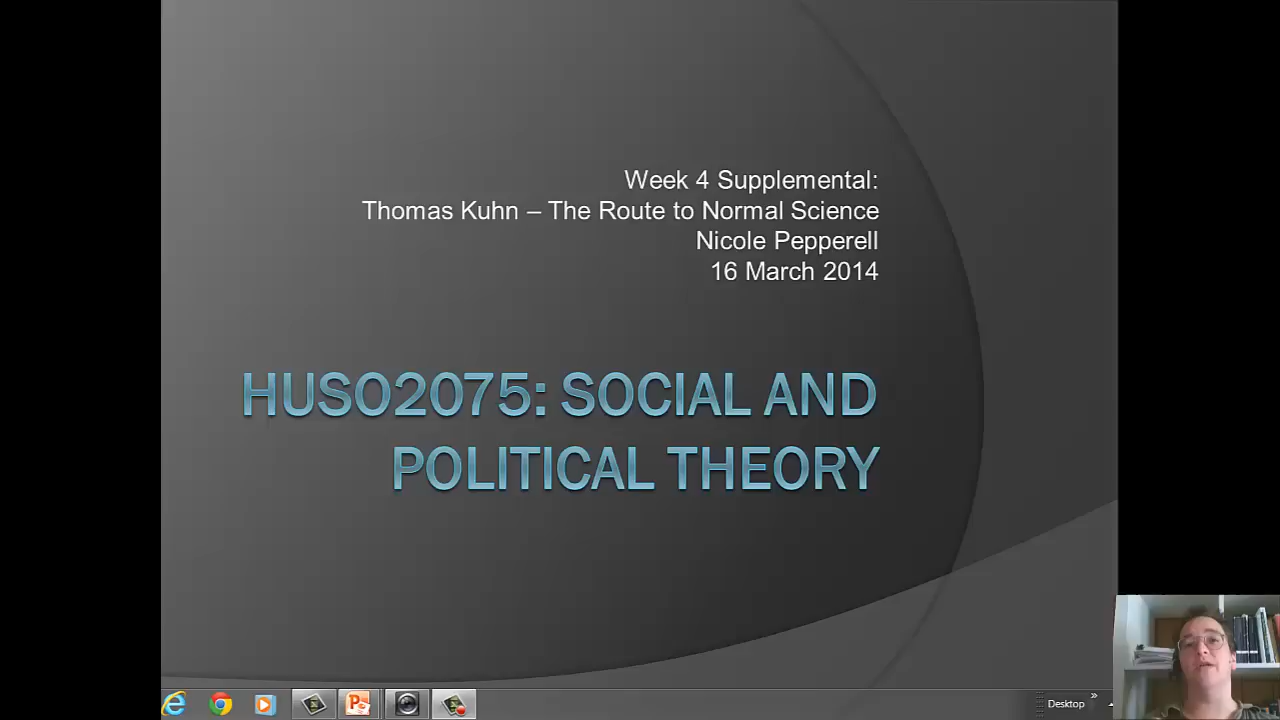 Week 4 Supplemental:
Thomas Kuhn – The Route to Normal Science
Nicole Pepperell
16 March 2014
HUSO2075: SOCIAL AND
POLITICAL THEORY
Desktop